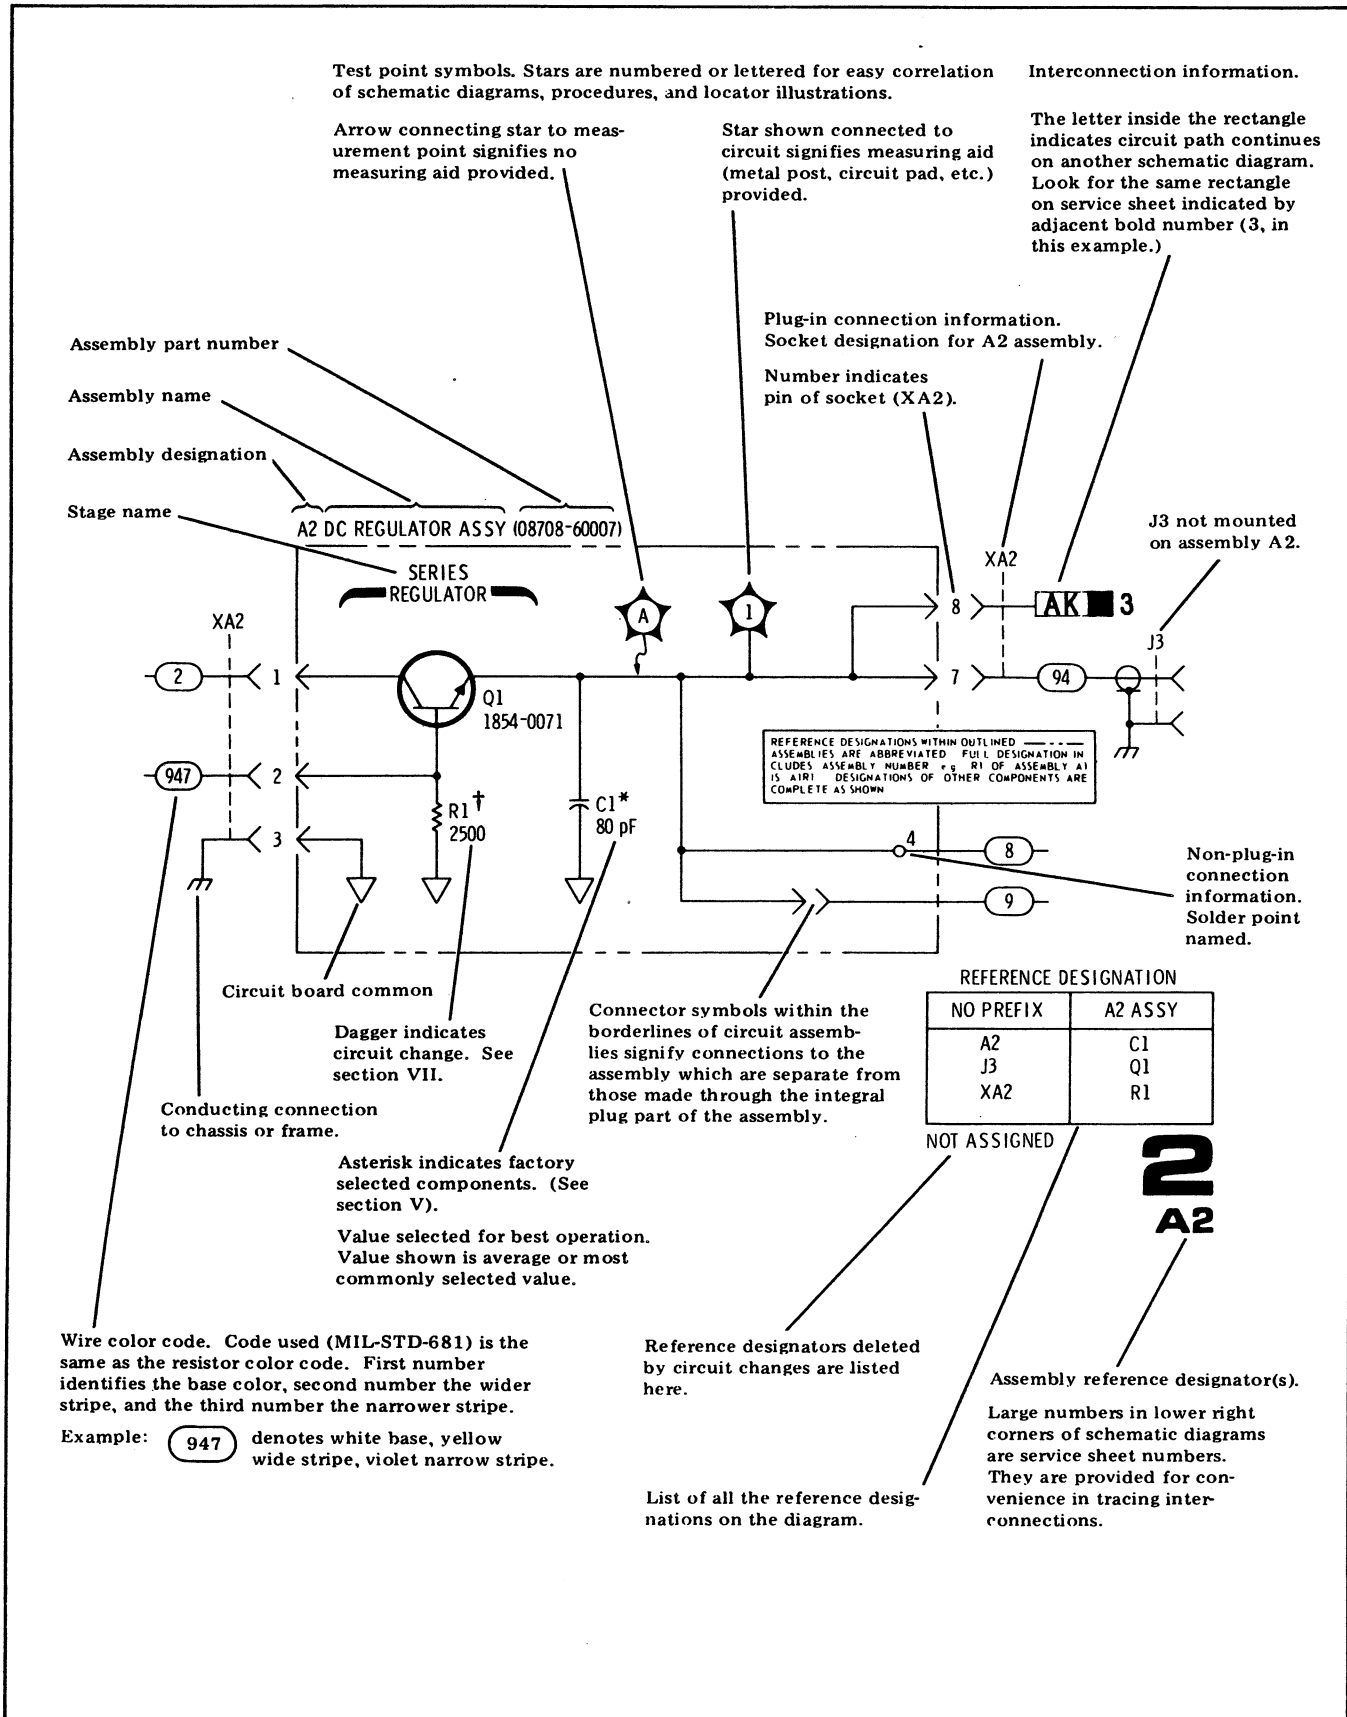 Test point symbols. Stars are numbered or lettered for easy correlation
of schematic diagrams, procedures, and locator illustrations.
Interconnection information.
Arrow connecting star to meas-
urement point signifies no
measuring aid provided.
Star shown connected to
circuit signifies measuring aid
(metal post, circuit pad, etc.)
provided.
The letter inside the rectangle
indicates circuit path continues
on another schematic diagram.
Look for the same rectangle
on service sheet indicated by
adjacent bold number (3, in
this example.)
Plug-in connection information.
Socket designation for A2 assembly.
Number indicates
pin of socket (XA2).
Assembly part number
Assembly name
Assembly designation
Stage name
A2 DC REGULATOR ASSY (08708-60007)
J3 not mounted
on assembly A2.
SERIES
REGULATOR
XA2
XA2
A
1
8
AK 3
J3
2
1
7
94
Q1
1854-0071
REFERENCE DESIGNATIONS WITHIN OUTLINED
ASSEMBLIES ARE ABBREVIATED FULL DESIGNATION IN
CLUDES ASSEMBLY NUMBER e g R1 OF ASSEMBLY A1
IS A1R1 DESIGNATIONS OF OTHER COMPONENTS ARE
COMPLETE AS SHOWN
947
2
R1†
2500
C1*
80 pF
3
4
8
9
Non-plug-in
connection
information.
Solder point
named.
Circuit board common
Dagger indicates
circuit change. See
section VII.
Connector symbols within the
borderlines of circuit assemb-
lies signify connections to the
assembly which are separate from
those made through the integral
plug part of the assembly.
REFERENCE DESIGNATION
NO PREFIX A2 ASSY
A2 C1
J3 Q1
XA2 R1
NOT ASSIGNED
Conducting connection
to chassis or frame.
Asterisk indicates factory
selected components. (See
section V).
Value selected for best operation.
Value shown is average or most
commonly selected value.
2
A2
Wire color code. Code used (MIL-STD-681) is the
same as the resistor color code. First number
identifies the base color, second number the wider
stripe, and the third number the narrower stripe.
Example: 947 denotes white base, yellow
wide stripe, violet narrow stripe.
Reference designators deleted
by circuit changes are listed
here.
List of all the reference desig-
nations on the diagram.
Assembly reference designator(s).
Large numbers in lower right
corners of schematic diagrams
are service sheet numbers.
They are provided for con-
venience in tracing inter-
connections.